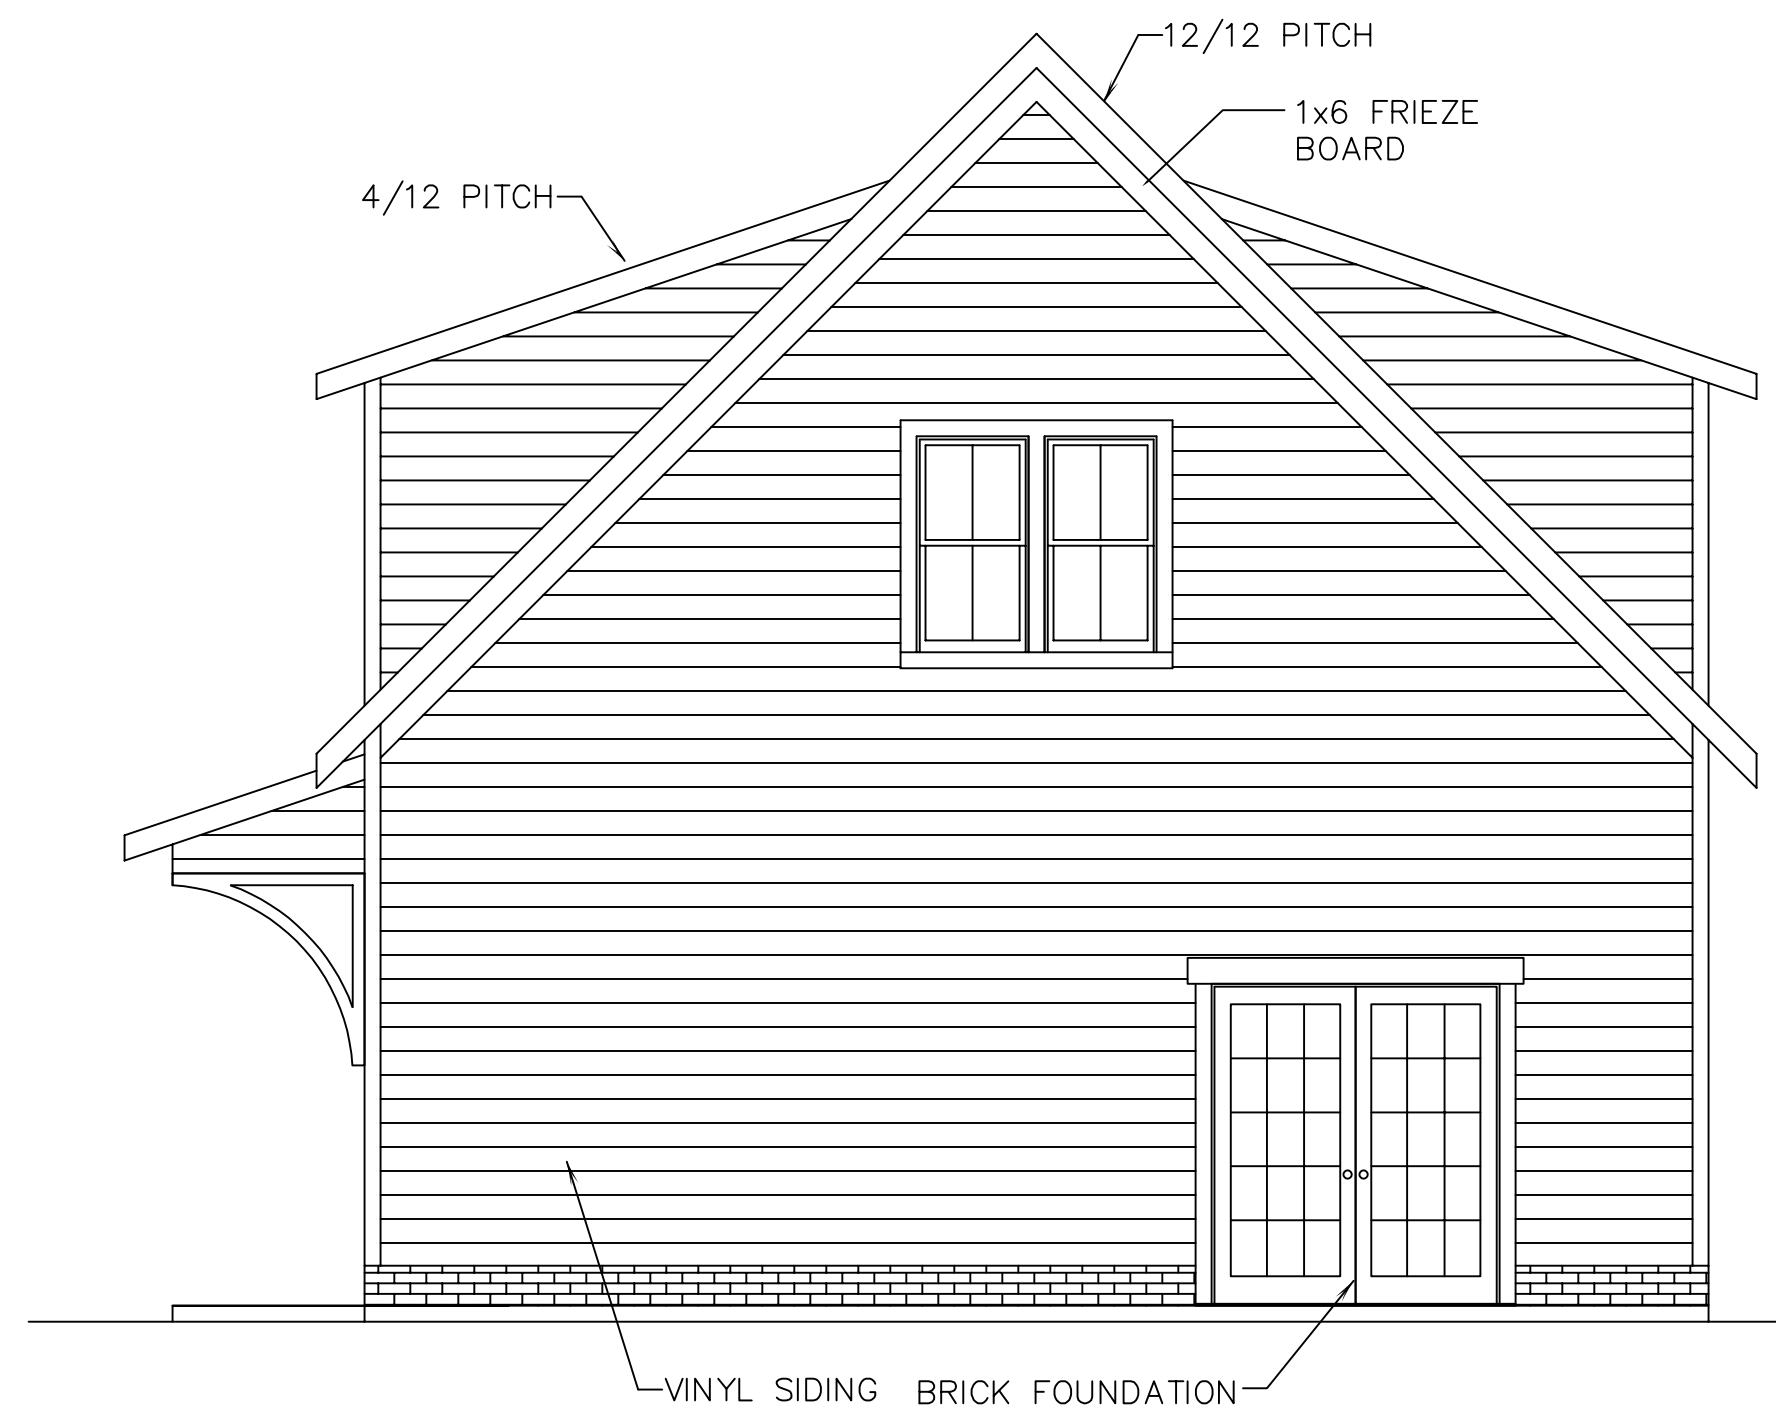 12/12 PITCH
1x6 FRIEZE
BOARD
4/12 PITCH
VINYL SIDING
BRICK FOUNDATION